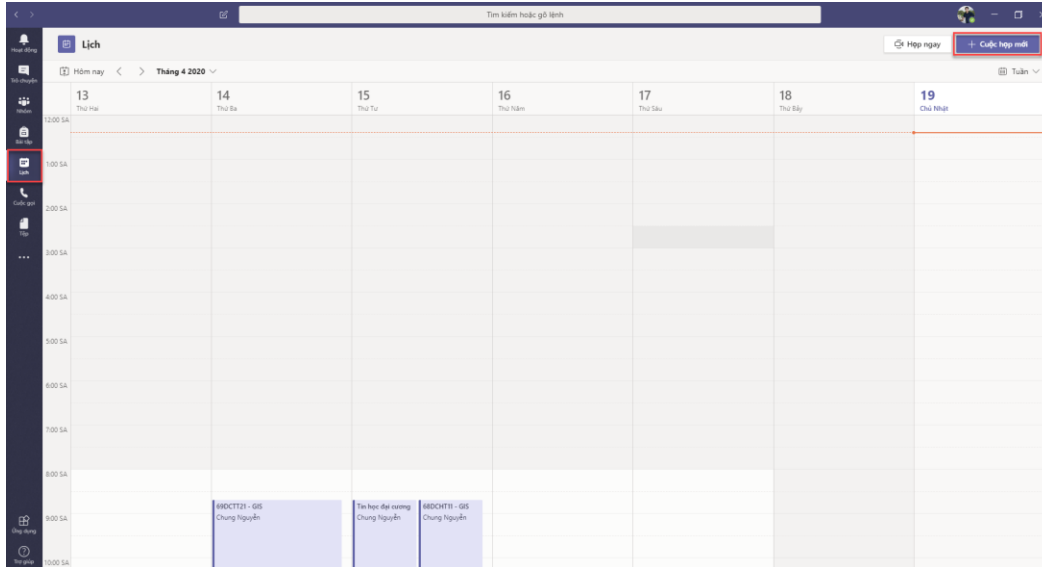 Tìm kiếm hoặc gõ lệnh
Hoạt động
Trò chuyện
Nhóm
Bài tập
Lịch
Cuộc gọi
Tệp
Ứng dụng
Trợ giúp
Lịch
Họp ngay
+ Cuộc họp mới
Hôm nay
Tháng 4 2020
Tuần
13
Thứ Hai
14
Thứ Ba
15
Thứ Tư
16
Thứ Năm
17
Thứ Sáu
18
Thứ Bảy
19
Chủ Nhật
12:00 SA
1:00 SA
2:00 SA
3:00 SA
4:00 SA
5:00 SA
6:00 SA
7:00 SA
8:00 SA
9:00 SA
10:00 SA
69DCTT21 - GIS
Chung Nguyễn
Tin học đại cương
Chung Nguyễn
68DCHT11 - GIS
Chung Nguyễn